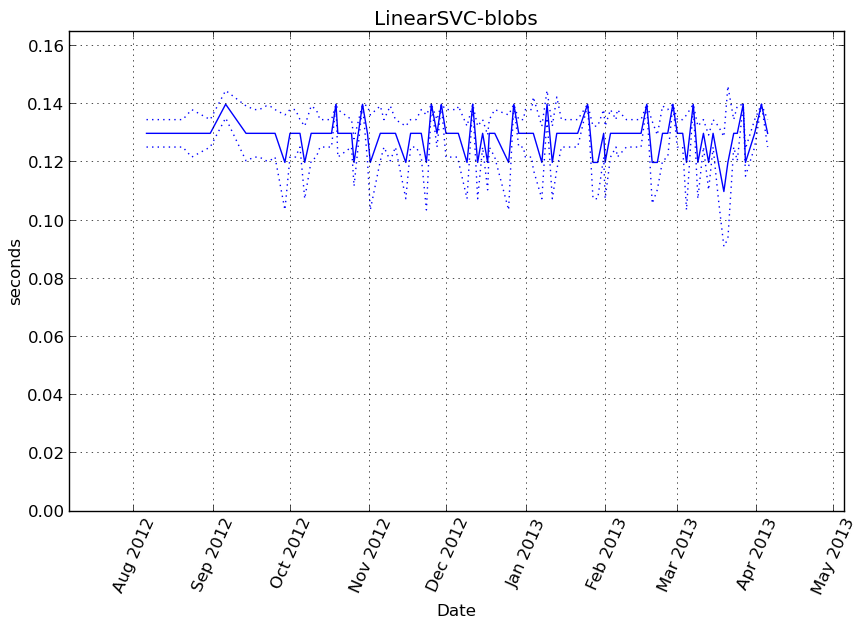 LinearSVC-blobs
0.16
0.14
0.12
0.10
0.08
0.06
0.04
0.02
0.00
seconds
Aug 2012
Sep 2012
Oct 2012
Nov 2012
Dec 2012
Jan 2013
Feb 2013
Mar 2013
Apr 2013
May 2013
Date